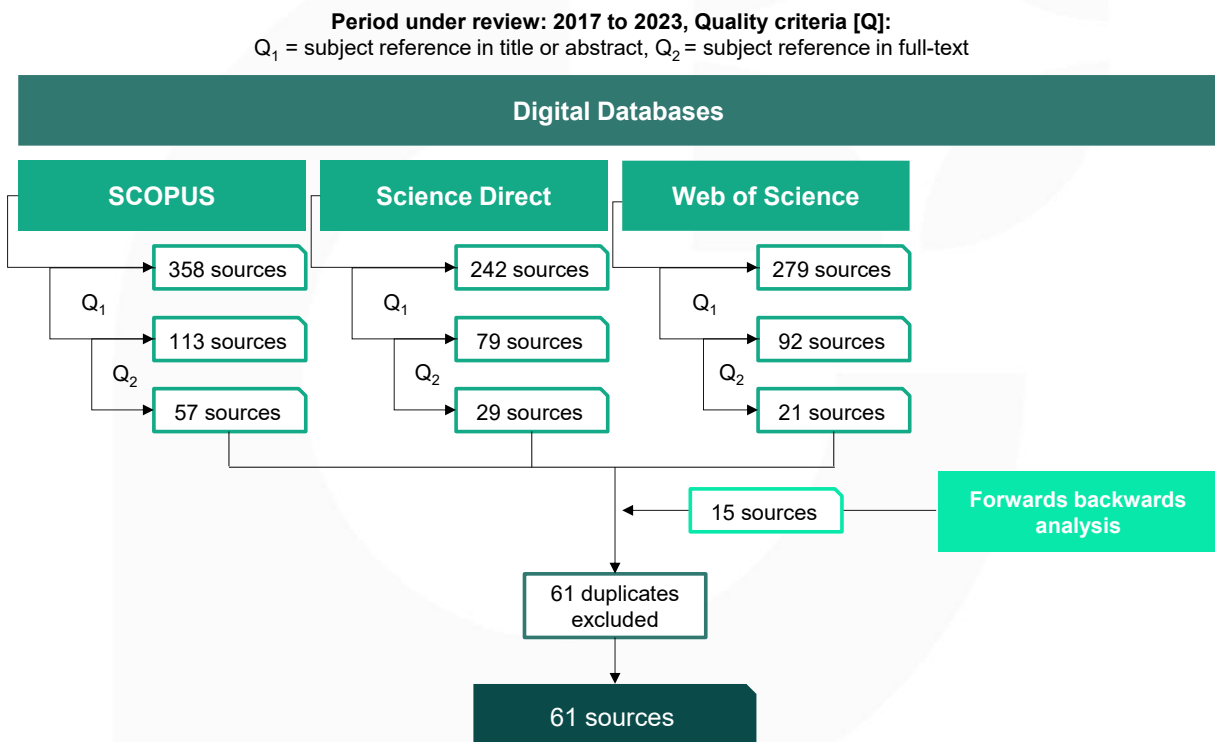 Period under review: 2017 to 2023, Quality criteria [Q]:
Q₁ = subject reference in title or abstract, Q₂ = subject reference in full-text
Digital Databases
SCOPUS
Science Direct
Web of Science
358 sources
242 sources
279 sources
Q₁
Q₁
Q₁
113 sources
79 sources
92 sources
Q₂
Q₂
Q₂
57 sources
29 sources
21 sources
15 sources
Forwards backwards
analysis
61 duplicates
excluded
61 sources